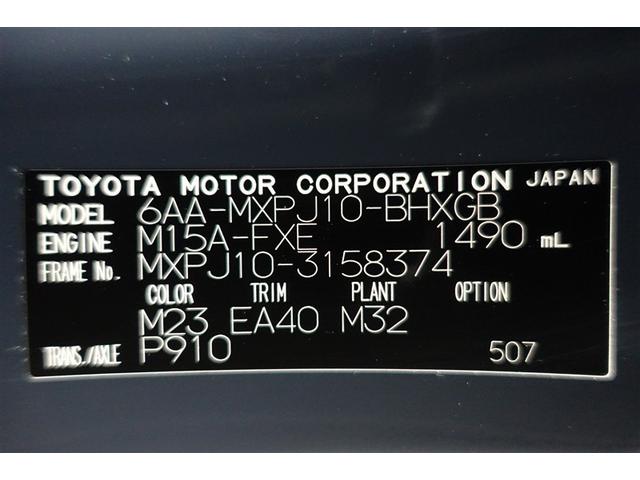 TOYOTA MOTOR CORPORATION JAPAN
MODEL 6AA-MXPJ10-BHXGB
ENGINE M15A-FXE 1490 mL
FRAME No. MXPJ10-3158374
COLOR TRIM PLANT OPTION
M23 EA40 M32
TRANS./AXLE P910 507